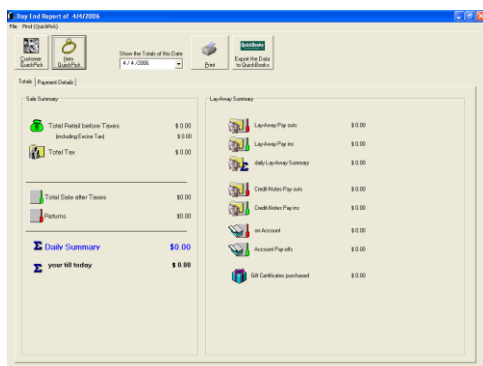 Day End Report of 4/4/2006
File Print (QuickPick)
Customer QuickPick
Item QuickPick
Show the Totals of this Date
4 / 4 /2006
Print
QuickBooks
Export the Data to QuickBooks
Totals
Payment Details
Sale Summary
Total Retail before Taxes $ 0.00
(including Excise Tax) $ 0.00
Total Tax $ 0.00
Total Sale after Taxes $0.00
Returns $0.00
Σ Daily Summary $0.00
Σ your till today $ 0.00
Lay-Away Summary
Lay-Away Pay outs $ 0.00
Lay-Away Pay ins $ 0.00
daily Lay-Away Summary $ 0.00
Credit-Notes Pay outs $ 0.00
Credit-Notes Pay ins $ 0.00
on Account $ 0.00
Account Pay offs $ 0.00
Gift Certificates purchased $ 0.00